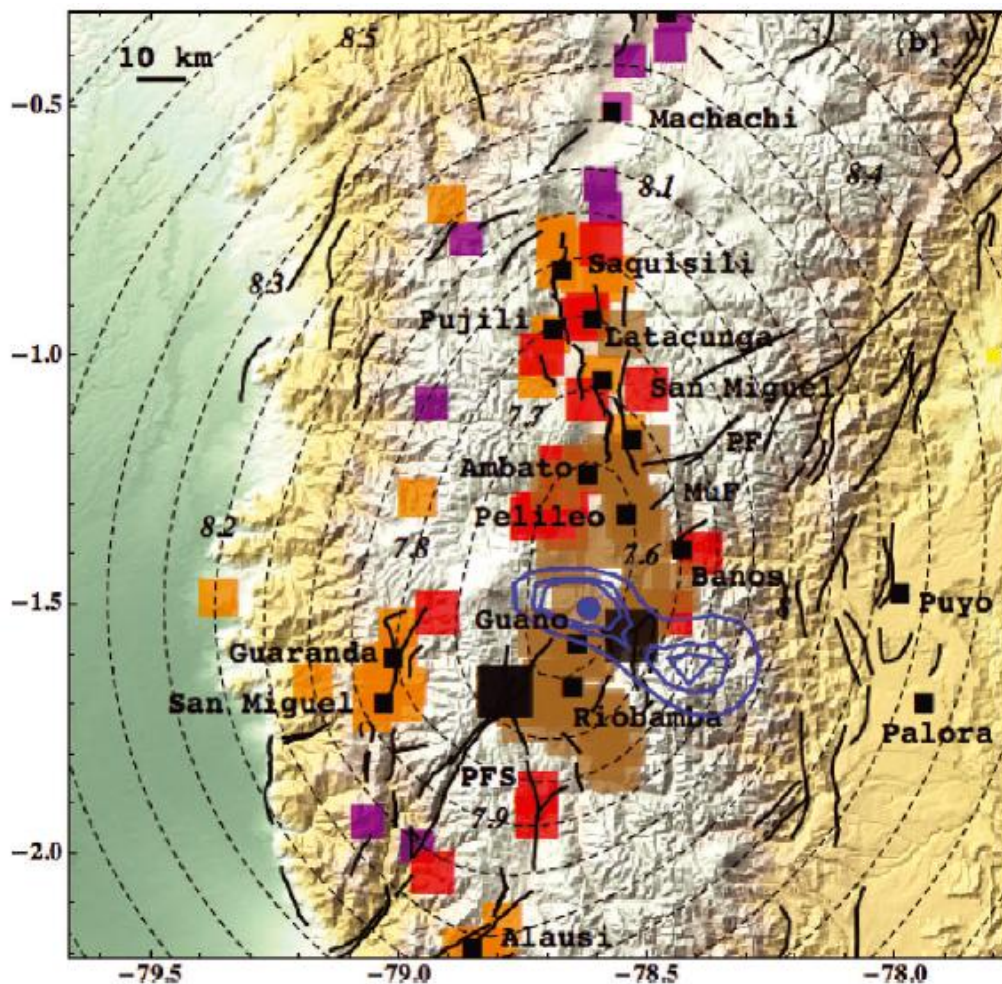 8.5
(b)
10 km
-0.5
Machachi
8.1
8.4
Saquisili
8.3
Pujili
Latacunga
-1.0
San Miguel
7.7
PF
Ambato
MuF
Pelileo
8.2
7.8
7.6
Banos
-1.5
Puyo
Guano
Guaranda
San Miguel
Riobamba
Palora
PFS
7.9
-2.0
Alausi
-79.5
-79.0
-78.5
-78.0